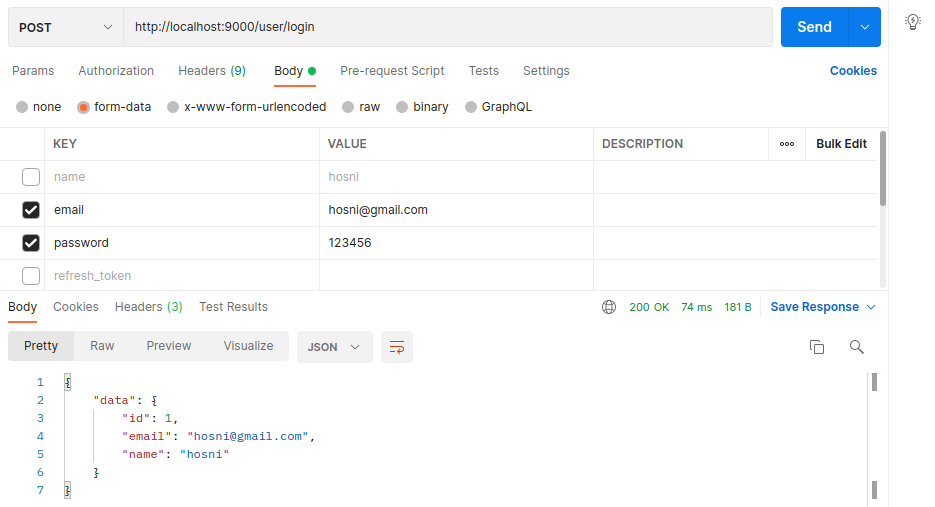 POST http://localhost:9000/user/login Send
Params Authorization Headers (9) Body Pre-request Script Tests Settings Cookies
none form-data x-www-form-urlencoded raw binary GraphQL
KEY VALUE DESCRIPTION ooo Bulk Edit
name hosni
email hosni@gmail.com
password 123456
refresh_token
Body Cookies Headers (3) Test Results 200 OK 74 ms 181 B Save Response
Pretty Raw Preview Visualize JSON
1 {
2 "data": {
3 "id": 1,
4 "email": "hosni@gmail.com",
5 "name": "hosni"
6 }
7 }